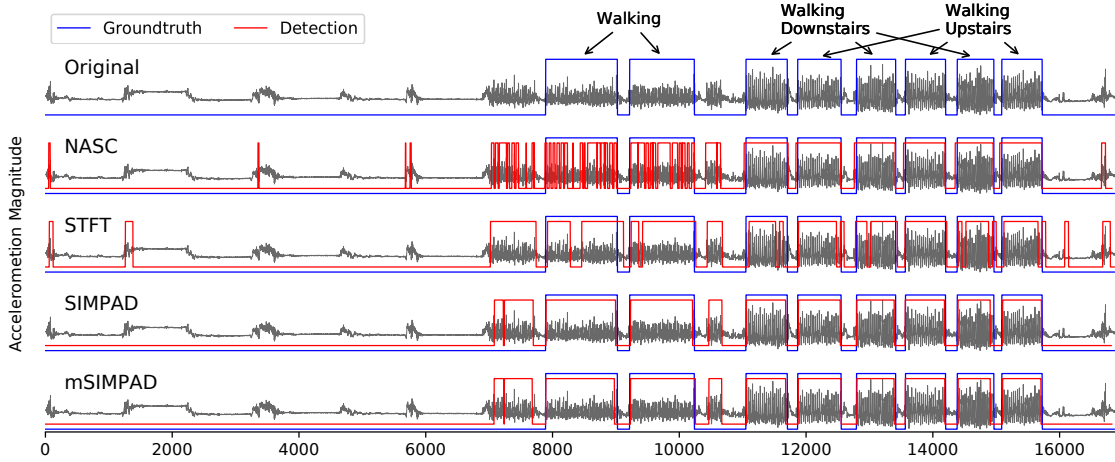 Groundtruth
Detection
Walking
Walking
Downstairs
Walking
Upstairs
Accelerometion Magnitude
Original
NASC
STFT
SIMPAD
mSIMPAD
0 2000 4000 6000 8000 10000 12000 14000 16000